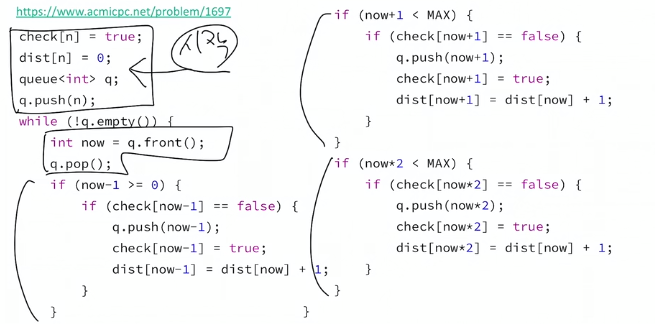 https://www.acmicpc.net/problem/1697
check[n] = true;
dist[n] = 0;
queue<int> q;
q.push(n);
while (!q.empty()) {
int now = q.front();
q.pop();
if (now-1 >= 0) {
if (check[now-1] == false) {
q.push(now-1);
check[now-1] = true;
dist[now-1] = dist[now] + 1;
}
}
if (now+1 < MAX) {
if (check[now+1] == false) {
q.push(now+1);
check[now+1] = true;
dist[now+1] = dist[now] + 1;
}
}
if (now*2 < MAX) {
if (check[now*2] == false) {
q.push(now*2);
check[now*2] = true;
dist[now*2] = dist[now] + 1;
}
}
}